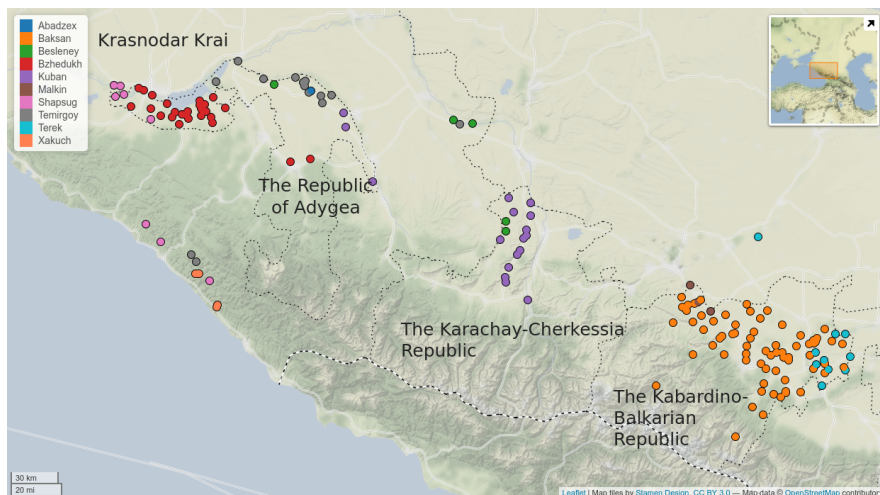 Abadzex
Baksan
Besleney
Bzhedukh
Kuban
Malkin
Shapsug
Temirgoy
Terek
Xakuch
Krasnodar Krai
The Republic
of Adygea
The Karachay-Cherkessia
Republic
The Kabardino-
Balkarian
Republic
30 km
20 mi
Leaflet | Map tiles by Stamen Design, CC BY 3.0 — Map data © OpenStreetMap contributor